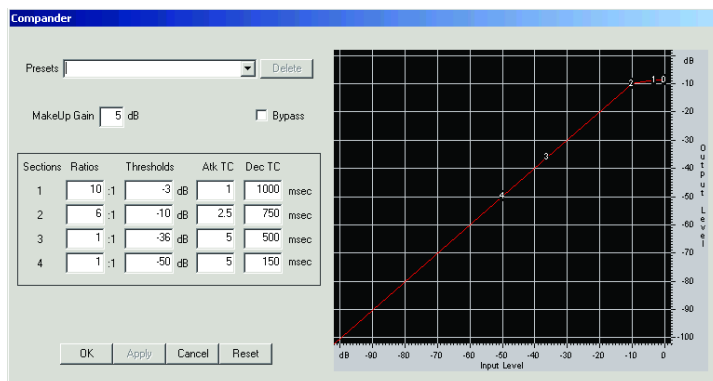 Compander
Presets
Delete
MakeUp Gain 5 dB
Bypass
Sections Ratios Thresholds Atk TC Dec TC
1 10 :1 -3 dB 1 1000 msec
2 6 :1 -10 dB 2.5 750 msec
3 1 :1 -36 dB 5 500 msec
4 1 :1 -50 dB 5 150 msec
OK Apply Cancel Reset
dB
2 1 0
-10
-20
-30
3
-40
4
-50
-60
-70
-80
-90
-100
Output Level
dB -90 -80 -70 -60 -50 -40 -30 -20 -10 0
Input Level